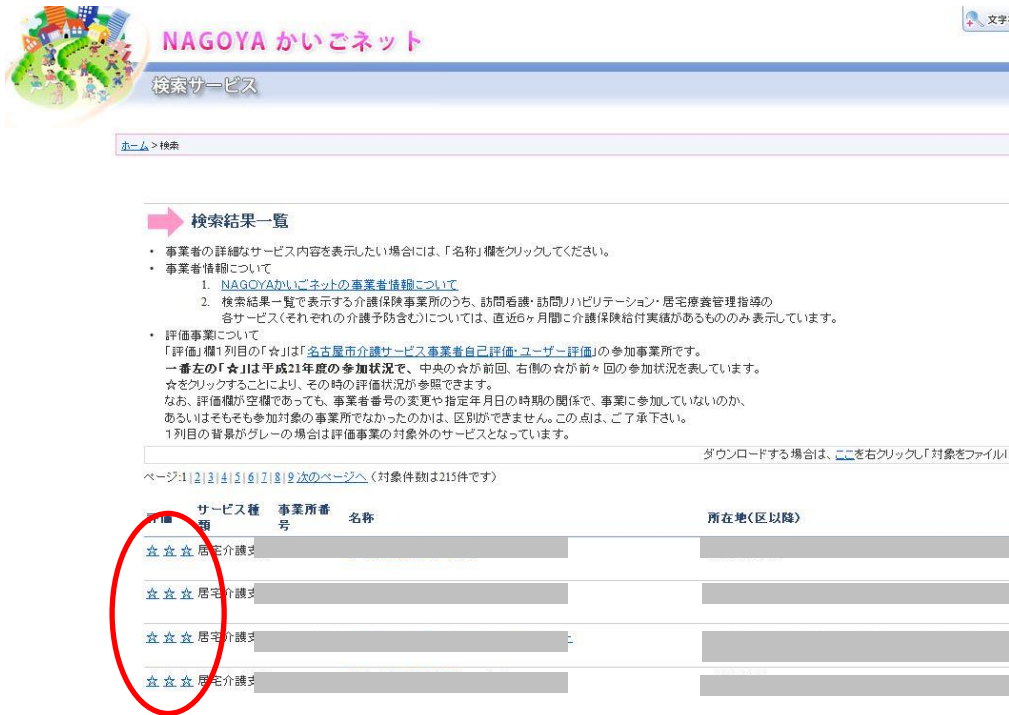 文字
NAGOYA かいごネット
検索サービス
ホーム > 検索
検索結果一覧
・ 事業者の詳細なサービス内容を表示したい場合には、「名称」欄をクリックしてください。
・ 事業者情報について
1. NAGOYAかいごネットの事業者情報について
2. 検索結果一覧で表示する介護保険事業所のうち、訪問看護・訪問リハビリテーション・居宅療養管理指導の
各サービス(それぞれの介護予防含む)については、直近6ヶ月間に介護保険給付実績があるもののみ表示しています。
・ 評価事業について
「評価」欄1列目の「☆」は「名古屋市介護サービス事業者自己評価・ユーザー評価」の参加事業所です。
一番左の「☆」は平成21年度の参加状況で、中央の☆が前回、右側の☆が前々回の参加状況を表しています。
☆をクリックすることにより、その時の評価状況が参照できます。
なお、評価欄が空欄であっても、事業者番号の変更や指定年月日の時期の関係で、事業に参加していないのか、
あるいはそもそも参加対象の事業所でなかったのかは、区別ができません。この点は、ご了承下さい。
1列目の背景がグレーの場合は評価事業の対象外のサービスとなっています。
ダウンロードする場合は、ここを右クリックし「対象をファイルに
ページ:1|2|3|4|5|6|7|8|9 次のページへ (対象件数は215件です)
評価 サービス種類 事業所番号 名称 所在地(区以降)
☆ ☆ ☆ 居宅介護支
☆ ☆ ☆ 居宅介護支
☆ ☆ ☆ 居宅介護支
☆ ☆ ☆ 居宅介護支